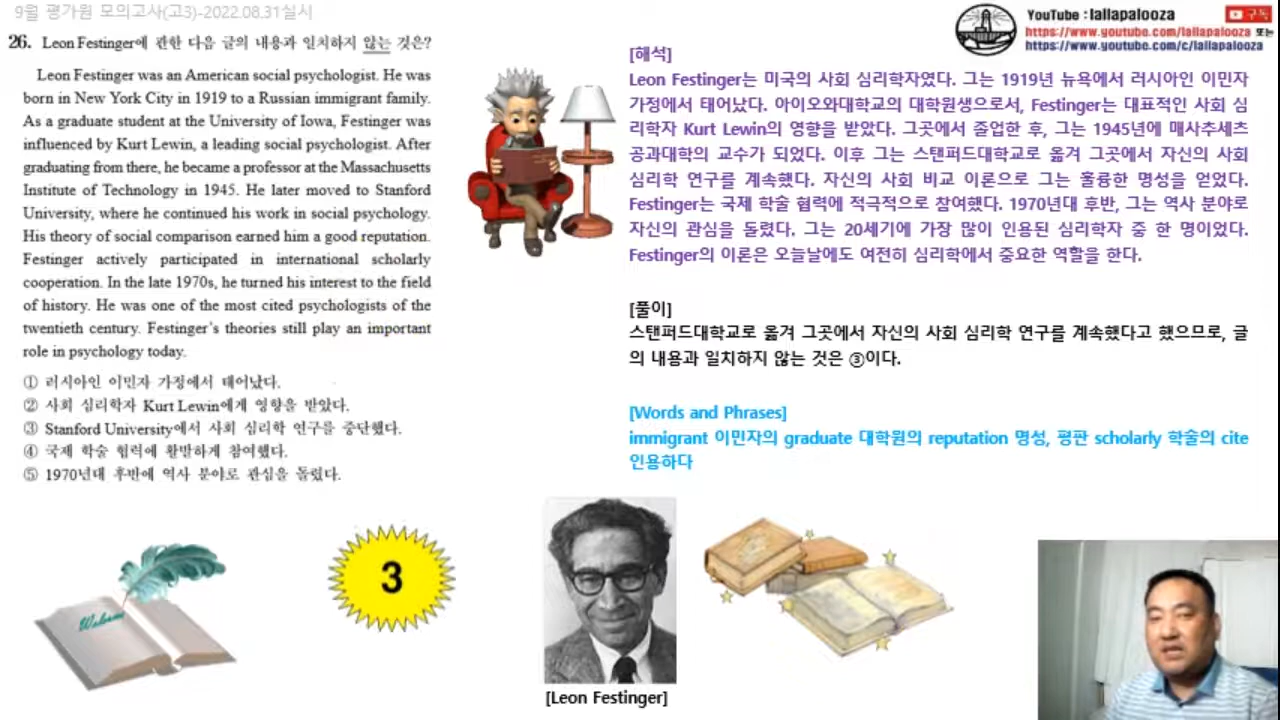 9월 평가원 모의고사(고3)-2022.08.31실시
26. Leon Festinger에 관한 다음 글의 내용과 일치하지 않는 것은?
Leon Festinger was an American social psychologist. He was
born in New York City in 1919 to a Russian immigrant family.
As a graduate student at the University of Iowa, Festinger was
influenced by Kurt Lewin, a leading social psychologist. After
graduating from there, he became a professor at the Massachusetts
Institute of Technology in 1945. He later moved to Stanford
University, where he continued his work in social psychology.
His theory of social comparison earned him a good reputation.
Festinger actively participated in international scholarly
cooperation. In the late 1970s, he turned his interest to the field
of history. He was one of the most cited psychologists of the
twentieth century. Festinger's theories still play an important
role in psychology today.
① 러시아인 이민자 가정에서 태어났다.
② 사회 심리학자 Kurt Lewin에게 영향을 받았다.
③ Stanford University에서 사회 심리학 연구를 중단했다.
④ 국제 학술 협력에 활발하게 참여했다.
⑤ 1970년대 후반에 역사 분야로 관심을 돌렸다.
Welcome
3
YouTube : lallapalooza
구독
https://www.youtube.com/lallapalooza 또는
https://www.youtube.com/c/lallapalooza
[해석]
Leon Festinger는 미국의 사회 심리학자였다. 그는 1919년 뉴욕에서 러시아인 이민자
가정에서 태어났다. 아이오와대학교의 대학원생으로서, Festinger는 대표적인 사회 심
리학자 Kurt Lewin의 영향을 받았다. 그곳에서 졸업한 후, 그는 1945년에 매사추세츠
공과대학의 교수가 되었다. 이후 그는 스탠퍼드대학교로 옮겨 그곳에서 자신의 사회
심리학 연구를 계속했다. 자신의 사회 비교 이론으로 그는 훌륭한 명성을 얻었다.
Festinger는 국제 학술 협력에 적극적으로 참여했다. 1970년대 후반, 그는 역사 분야로
자신의 관심을 돌렸다. 그는 20세기에 가장 많이 인용된 심리학자 중 한 명이었다.
Festinger의 이론은 오늘날에도 여전히 심리학에서 중요한 역할을 한다.
[풀이]
스탠퍼드대학교로 옮겨 그곳에서 자신의 사회 심리학 연구를 계속했다고 했으므로, 글
의 내용과 일치하지 않는 것은 ③이다.
[Words and Phrases]
immigrant 이민자의 graduate 대학원의 reputation 명성, 평판 scholarly 학술의 cite
인용하다
[Leon Festinger]